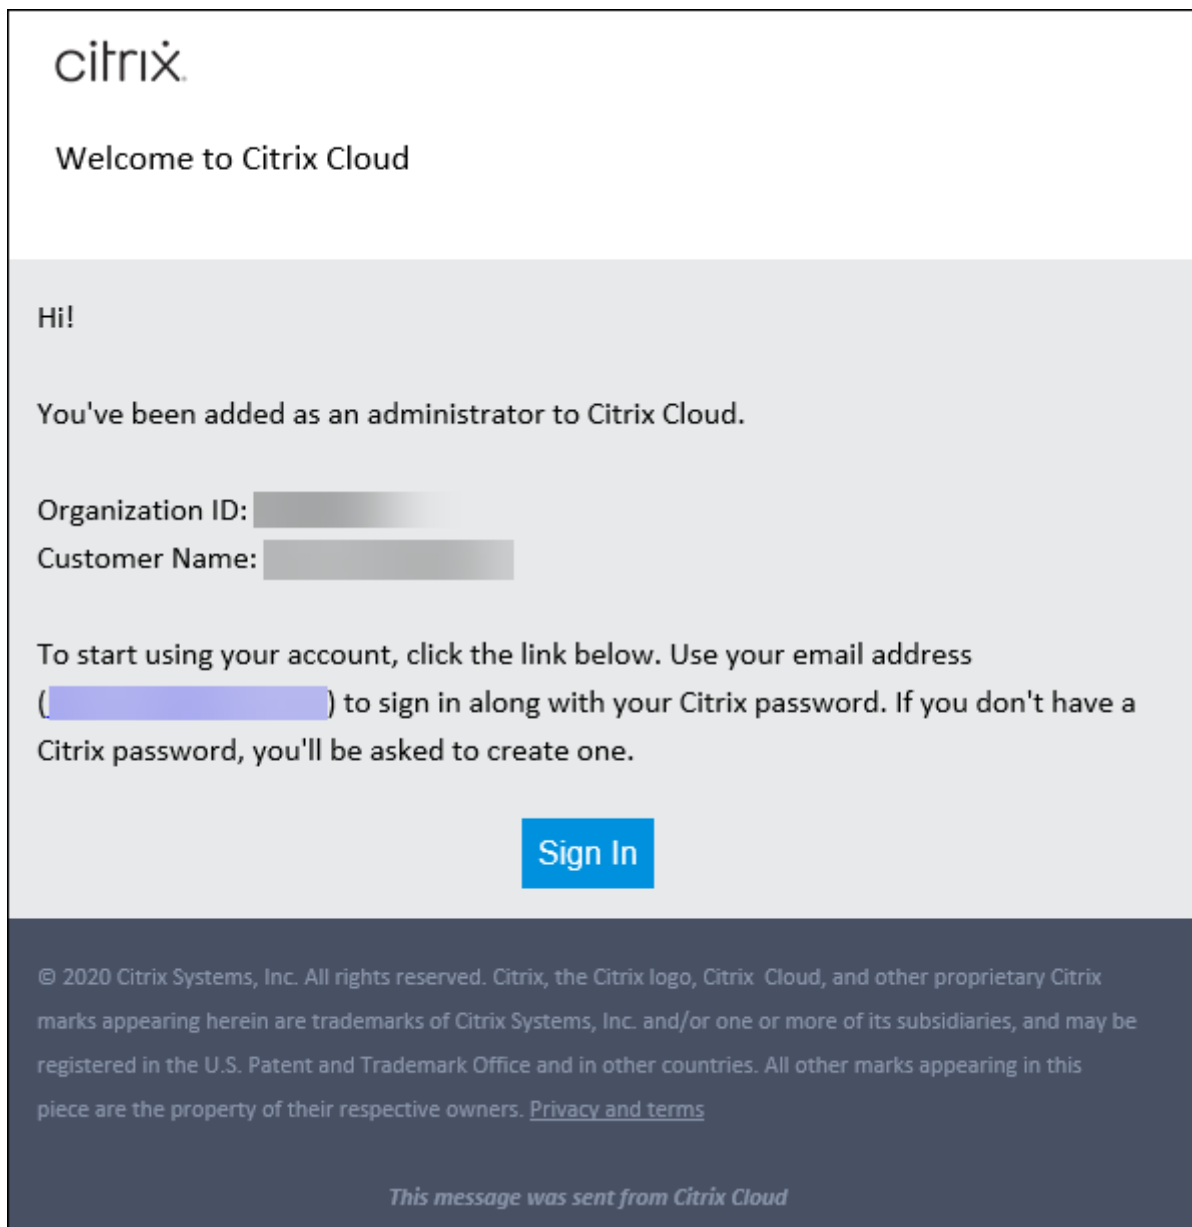 citrix
Welcome to Citrix Cloud
Hi!
You've been added as an administrator to Citrix Cloud.
Organization ID:
Customer Name:
To start using your account, click the link below. Use your email address
( ) to sign in along with your Citrix password. If you don't have a
Citrix password, you'll be asked to create one.
Sign In
© 2020 Citrix Systems, Inc. All rights reserved. Citrix, the Citrix logo, Citrix  Cloud, and other proprietary Citrix
marks appearing herein are trademarks of Citrix Systems, Inc. and/or one or more of its subsidiaries, and may be
registered in the U.S. Patent and Trademark Office and in other countries. All other marks appearing in this
piece are the property of their respective owners. Privacy and terms
This message was sent from Citrix Cloud